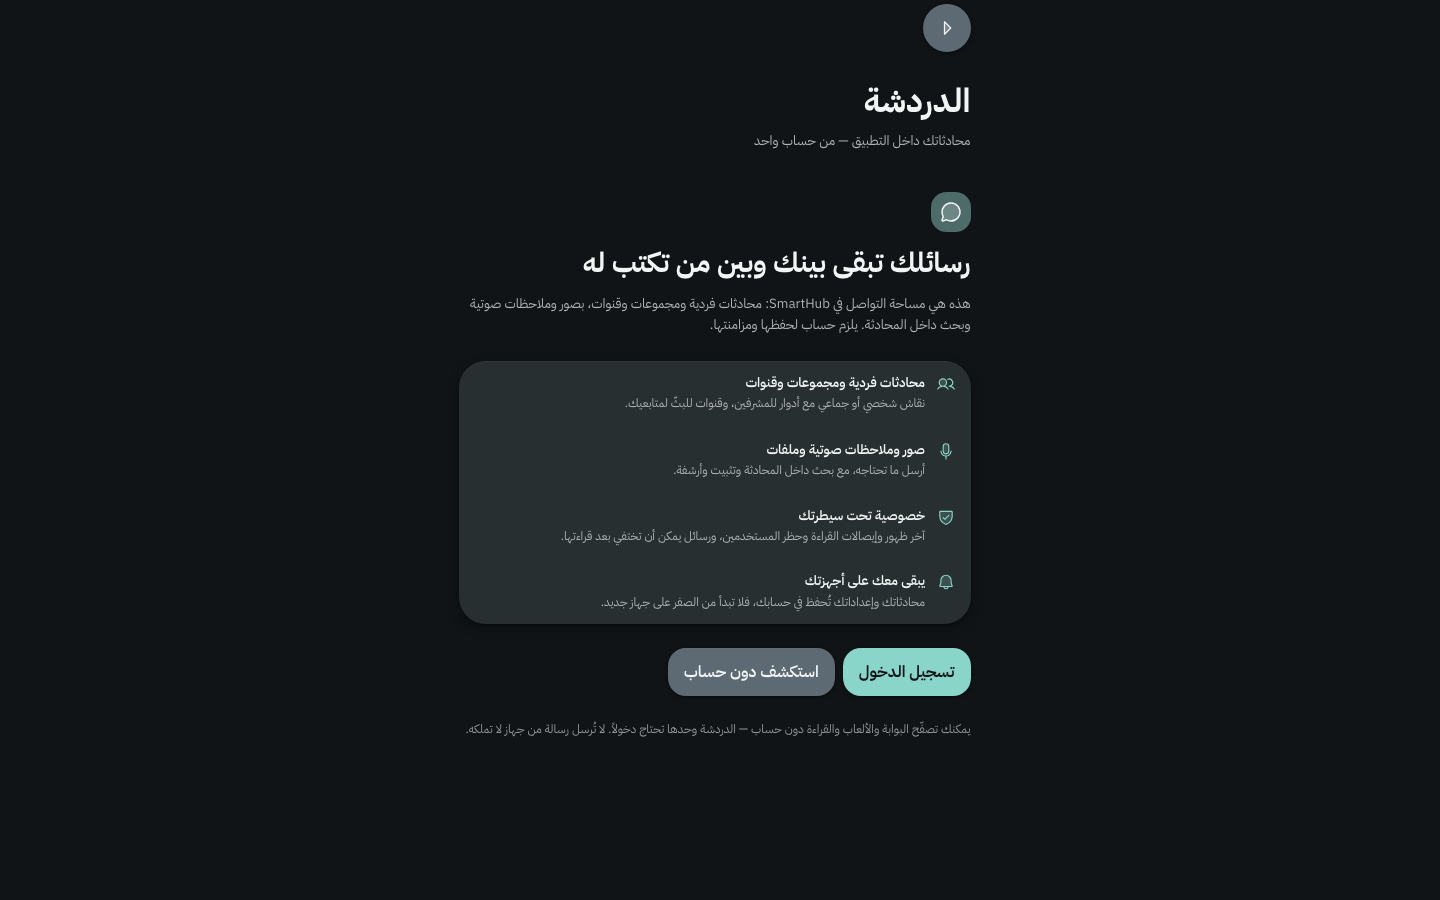 الدردشة
محادثاتك داخل التطبيق — من حساب واحد
رسائلك تبقى بينك وبين من تكتب له
هذه هي مساحة التواصل في SmartHub: محادثات فردية ومجموعات وقنوات، بصور وملاحظات صوتية
وبحث داخل المحادثة. يلزم حساب لحفظها ومزامنتها.
محادثات فردية ومجموعات وقنوات
نقاش شخصي أو جماعي مع أدوار للمشرفين، وقنوات للبثّ لمتابعيك.
صور وملاحظات صوتية وملفات
أرسل ما تحتاجه، مع بحث داخل المحادثة وتثبيت وأرشفة.
خصوصية تحت سيطرتك
آخر ظهور وإيصالات القراءة وحظر المستخدمين، ورسائل يمكن أن تختفي بعد قراءتها.
يبقى معك على أجهزتك
محادثاتك وإعداداتك تُحفظ في حسابك، فلا تبدأ من الصفر على جهاز جديد.
تسجيل الدخول
استكشف دون حساب
يمكنك تصفّح البوابة والألعاب والقراءة دون حساب — الدردشة وحدها تحتاج دخولاً. لا تُرسل رسالة من جهاز لا تملكه.